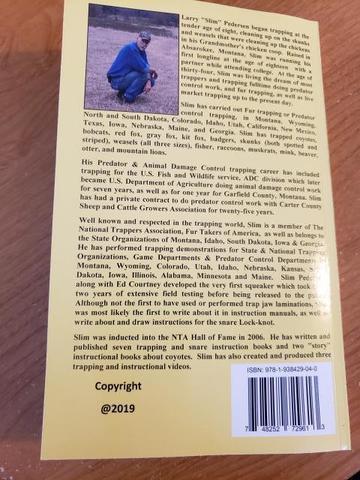 Larry "Slim" Pedersen began trapping at the
tender age of eight, cleaning up on the skunks
and weasels that were cleaning up the chickens
in his Grandmother's chicken coop. Raised in
Absarokee, Montana, Slim was running his
first longline at the age of eighteen with a
partner while attending college. At the age of
thirty-four, Slim was living the dream of most
trappers and trapping fulltime doing predator
control work, and fur trapping, as well as live
market trapping up to the present day.
Slim has carried out Fur trapping or Predator
control trapping, in Montana, Wyoming,
North and South Dakota, Colorado, Idaho, Utah, California, New Mexico,
Texas, Iowa, Nebraska, Maine, and Georgia. Slim has trapped coyotes,
bobcats, red fox, gray fox, kit fox, badgers, skunks (both spotted and
striped), weasels (all three sizes), fisher, raccoons, muskrats, mink, beaver,
otter, and mountain lions.
His Predator & Animal Damage Control trapping career has included
trapping for the U.S. Fish and Wildlife service, ADC division which later
became U.S. Department of Agriculture doing animal damage control work
for seven years, as well as for one year for Garfield County, Montana. Slim
has had a private contract to do predator control work with Carter County
Sheep and Cattle Growers Association for twenty-five years.
Well known and respected in the trapping world, Slim is a member of The
National Trappers Association, Fur Takers of America, as well as belongs to
the State Organizations of Montana, Idaho, South Dakota, Iowa & Georgia.
He has performed trapping demonstrations for State & National Trapping
Organizations, Game Departments & Predator Control Departments
Montana, Wyoming, Colorado, Utah, Idaho, Nebraska, Kansas, S
Dakota, Iowa, Illinois, Alabama, Minnesota and Maine. Slim Peders
along with Ed Courtney developed the very first squeaker which took
two years of extensive field testing before being released to the pub
Although not the first to have used or performed trap jaw laminations, Slim
was most likely the first to write about it in instruction manuals, as well as
write about and draw instructions for the snare Lock-knot.
Slim was inducted into the NTA Hall of Fame in 2006. He has written and
published seven trapping and snare instruction books and two "story"
instructional books about coyotes. Slim has also created and produced three
trapping and instructional videos.
Copyright
@2019
ISBN: 978-1-938429-04-0
7 48252 72961 3